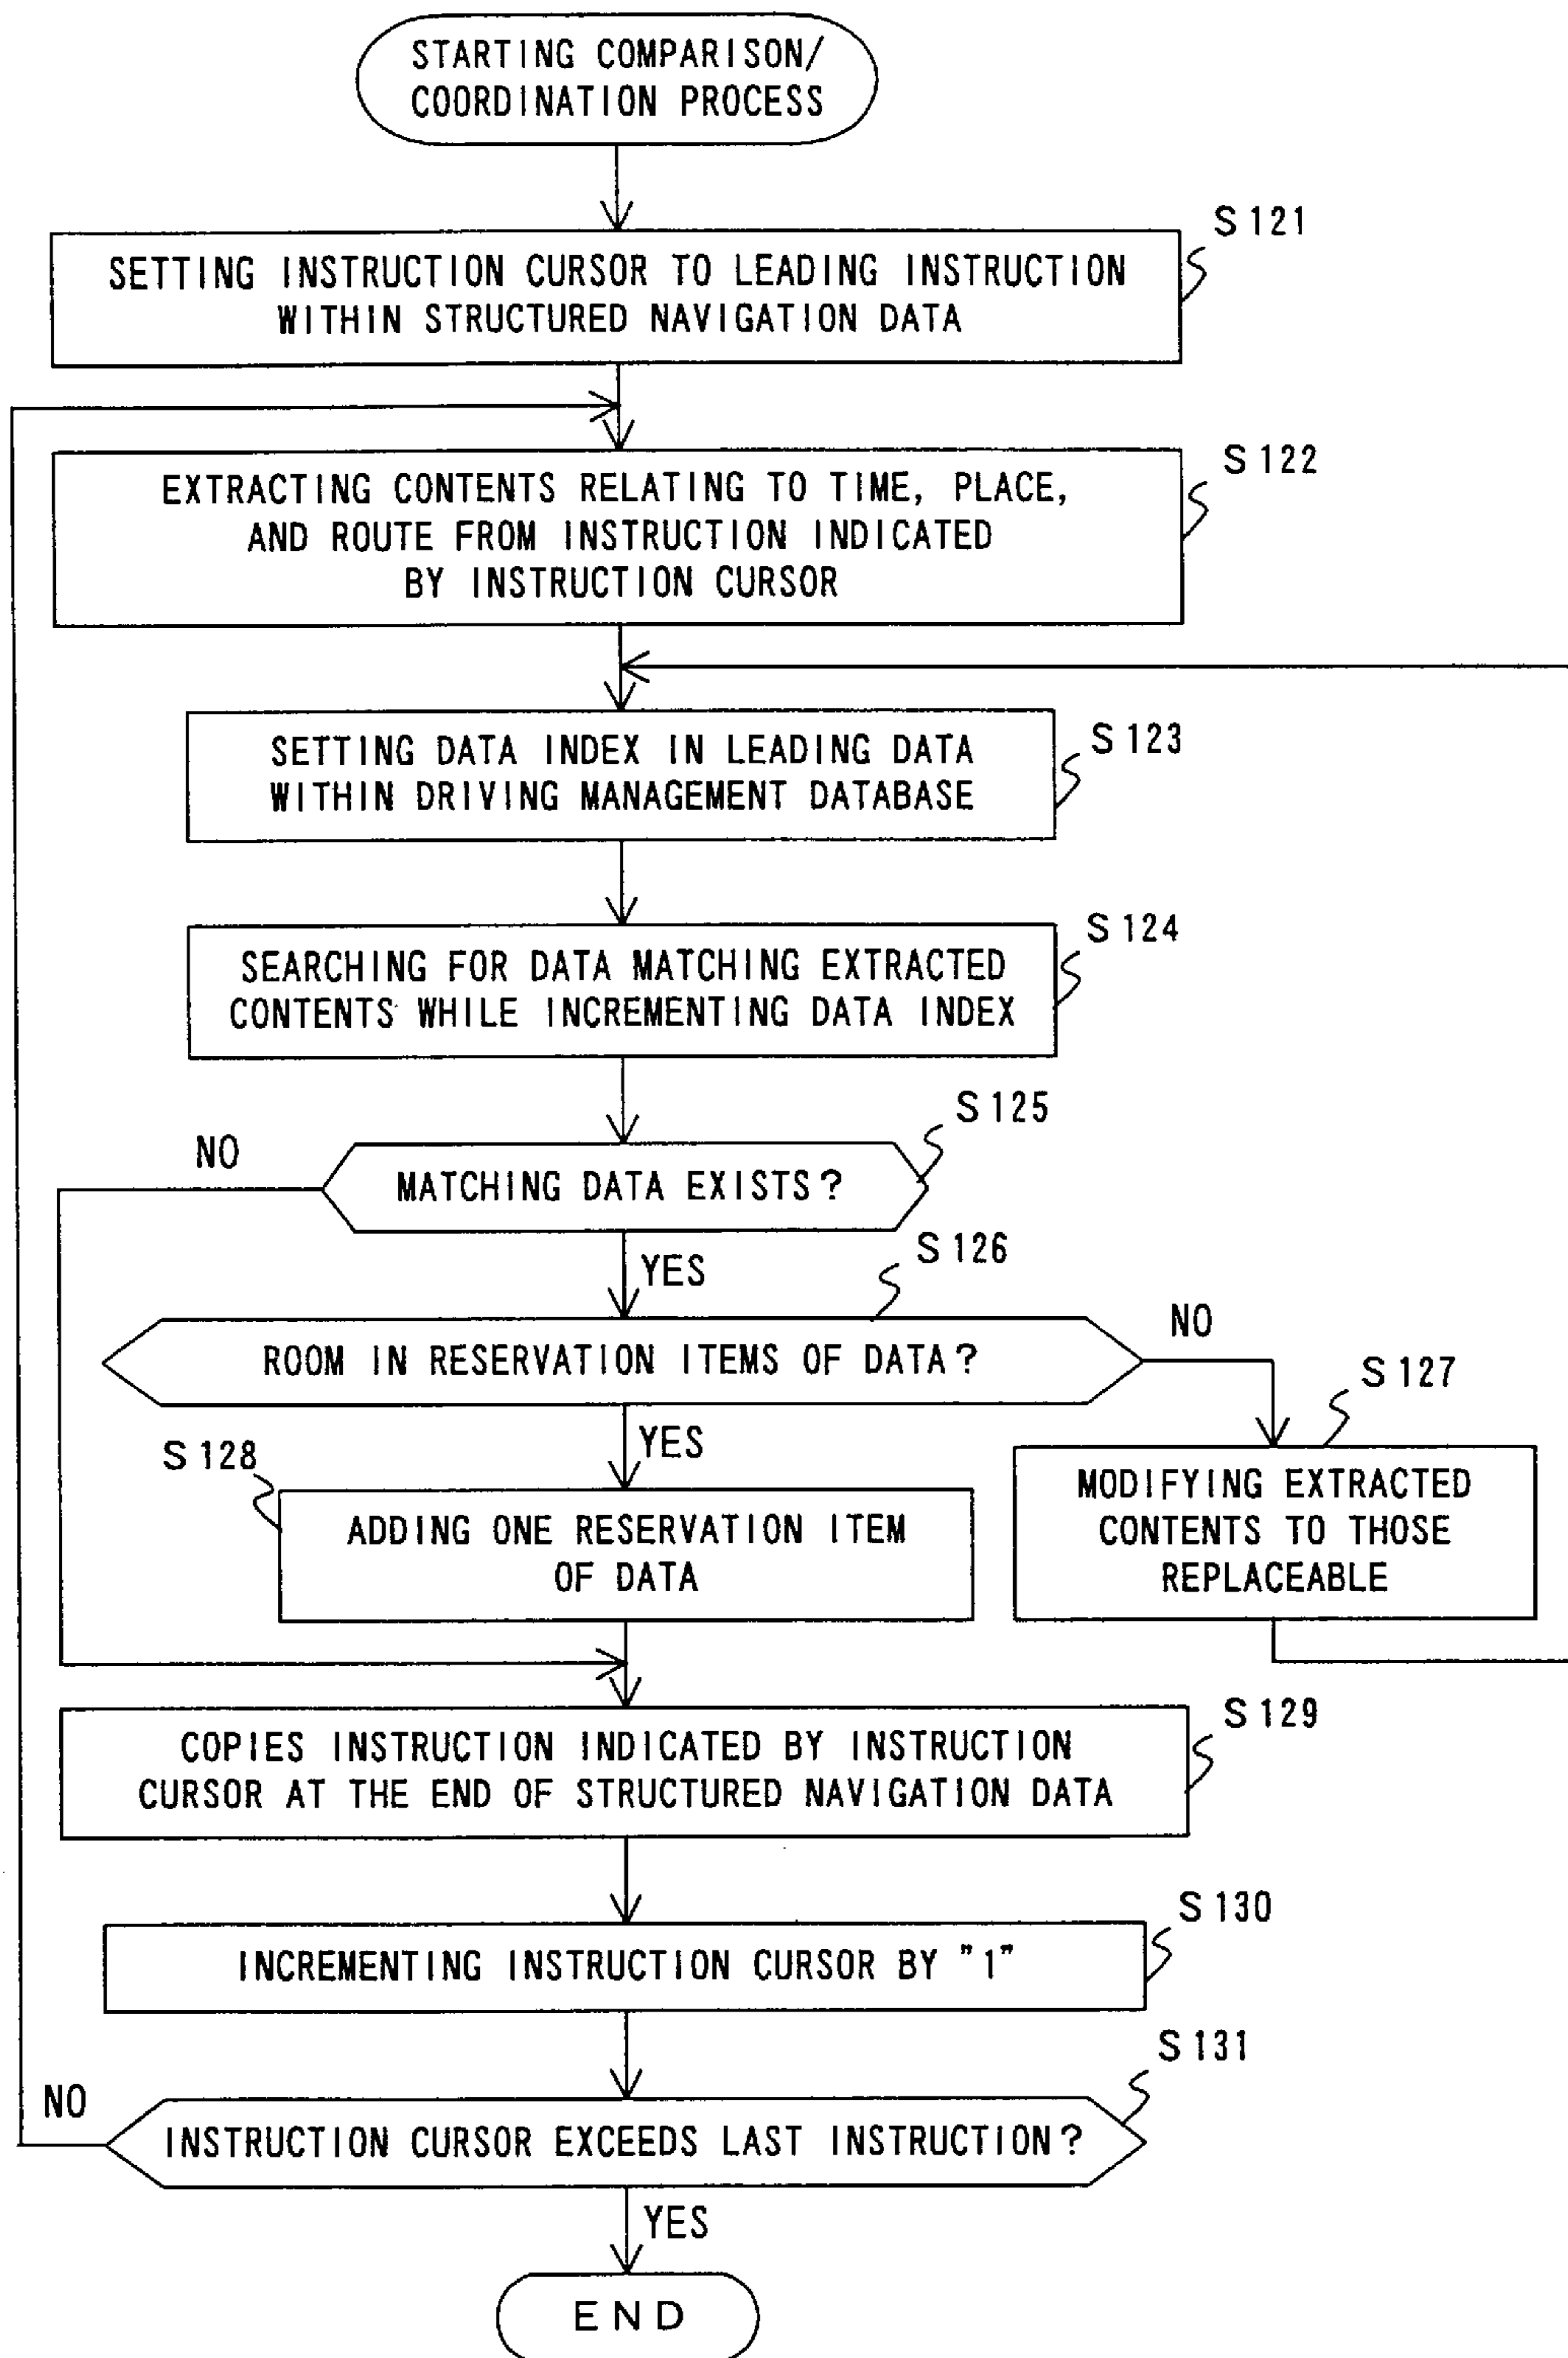 STARTING COMPARISON/
COORDINATION PROCESS
S121
SETTING INSTRUCTION CURSOR TO LEADING INSTRUCTION
WITHIN STRUCTURED NAVIGATION DATA
S122
EXTRACTING CONTENTS RELATING TO TIME, PLACE,
AND ROUTE FROM INSTRUCTION INDICATED
BY INSTRUCTION CURSOR
S123
SETTING DATA INDEX IN LEADING DATA
WITHIN DRIVING MANAGEMENT DATABASE
S124
SEARCHING FOR DATA MATCHING EXTRACTED
CONTENTS WHILE INCREMENTING DATA INDEX
S125
NO
MATCHING DATA EXISTS?
YES
S126
ROOM IN RESERVATION ITEMS OF DATA?
NO
YES
S127
MODIFYING EXTRACTED
CONTENTS TO THOSE
REPLACEABLE
S128
ADDING ONE RESERVATION ITEM
OF DATA
S129
COPIES INSTRUCTION INDICATED BY INSTRUCTION
CURSOR AT THE END OF STRUCTURED NAVIGATION DATA
S130
INCREMENTING INSTRUCTION CURSOR BY "1"
S131
NO
INSTRUCTION CURSOR EXCEEDS LAST INSTRUCTION?
YES
END